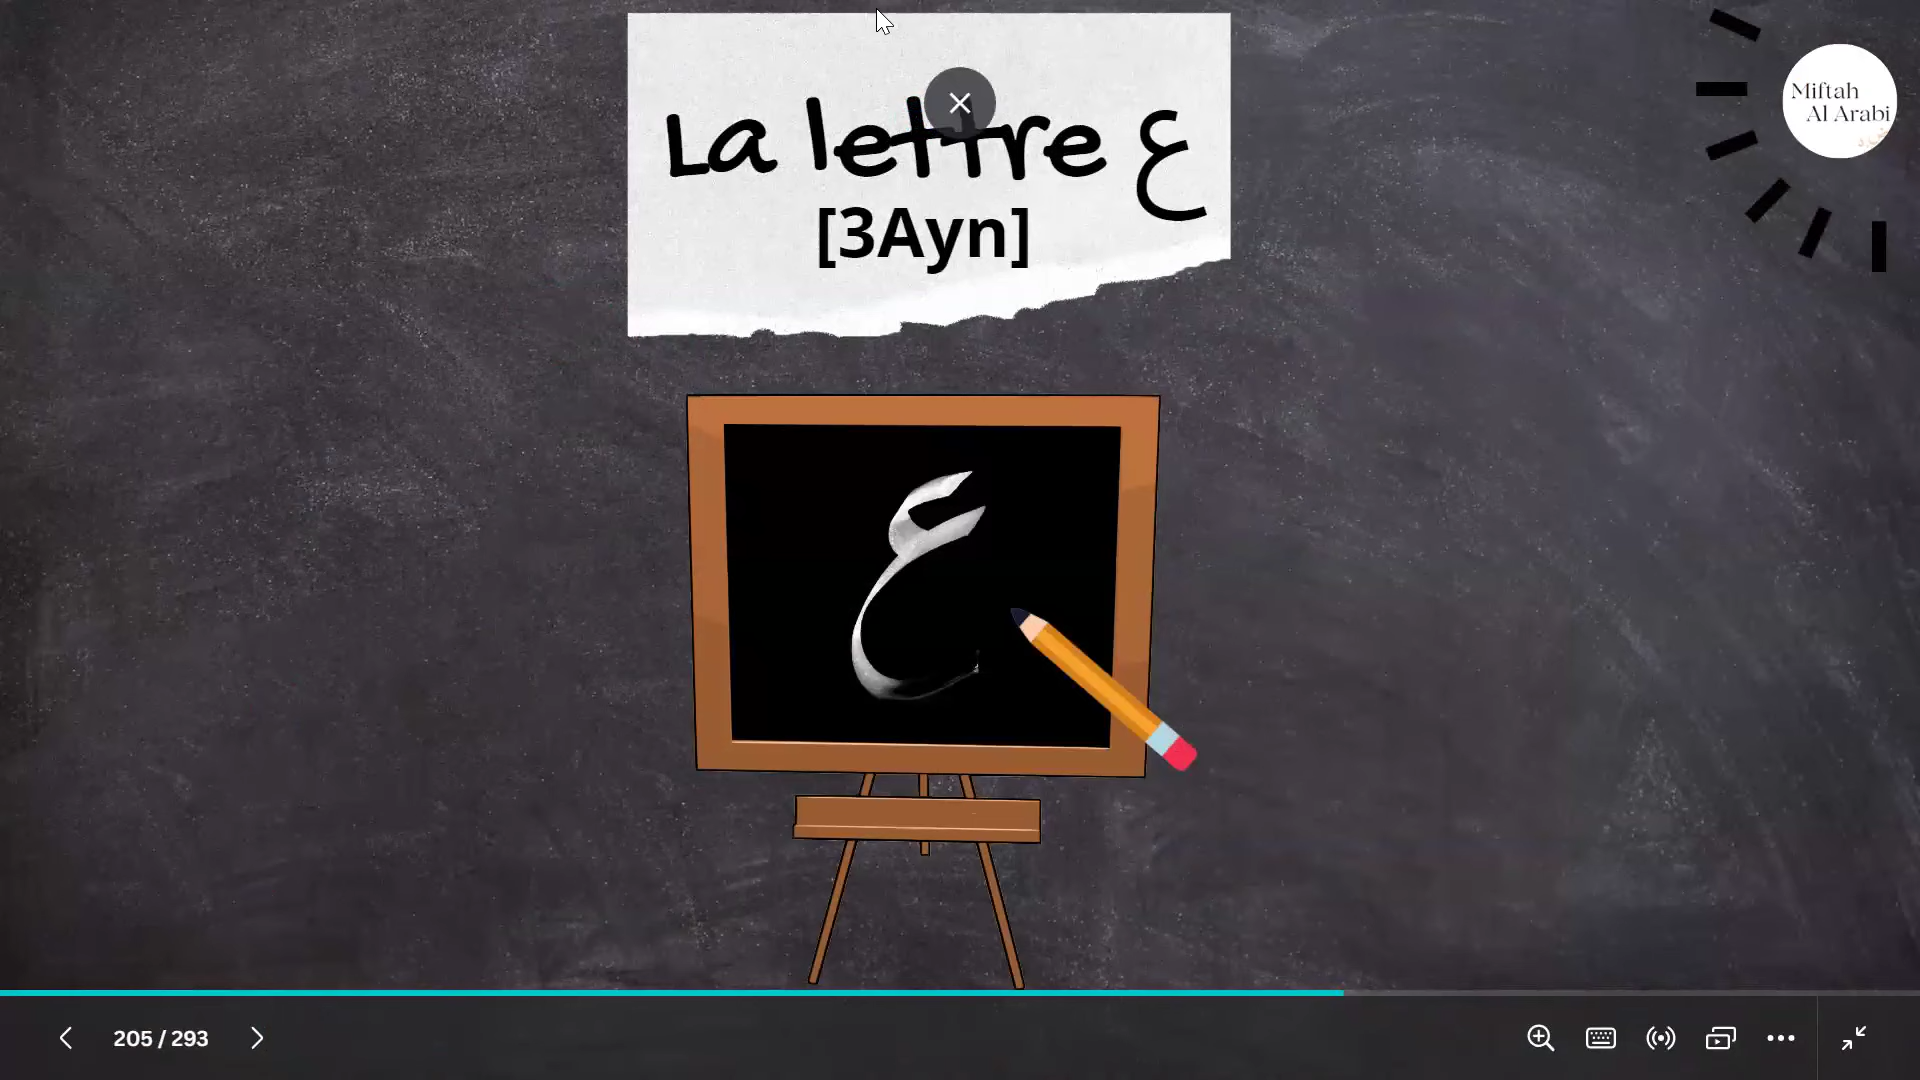 La lettre ع
[3Ayn]
Miftah
Al Arabi
ع
205 / 293